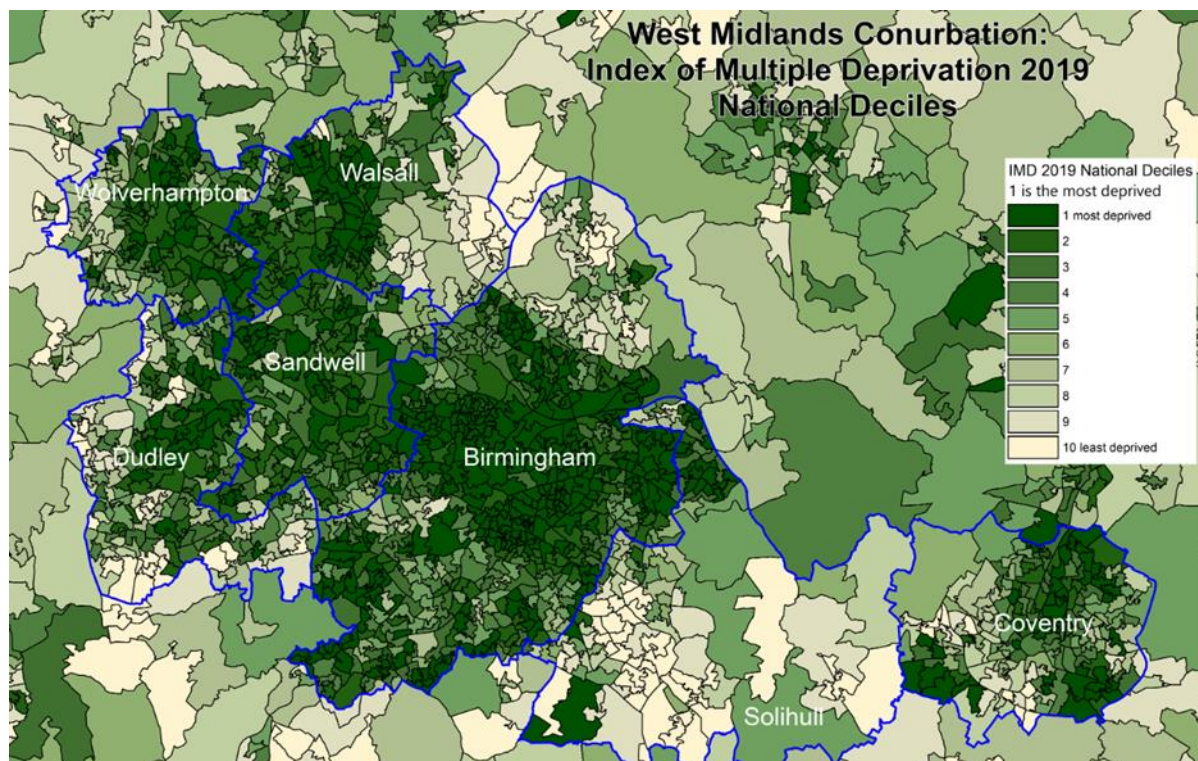 West Midlands Conurbation:
Index of Multiple Deprivation 2019
National Deciles
Wolverhampton
Walsall
Sandwell
Dudley
Birmingham
Coventry
Solihull
IMD 2019 National Deciles
1 is the most deprived
1 most deprived
2
3
4
5
6
7
8
9
10 least deprived